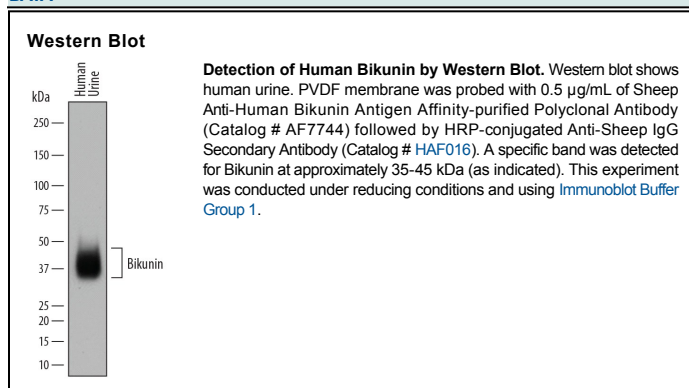 Western Blot
Human
Urine
kDa
250
150
100
75
50
37
25
20
15
10
Bikunin
Detection of Human Bikunin by Western Blot. Western blot shows
human urine. PVDF membrane was probed with 0.5 µg/mL of Sheep
Anti-Human Bikunin Antigen Affinity-purified Polyclonal Antibody
(Catalog # AF7744) followed by HRP-conjugated Anti-Sheep IgG
Secondary Antibody (Catalog # HAF016). A specific band was detected
for Bikunin at approximately 35-45 kDa (as indicated). This experiment
was conducted under reducing conditions and using Immunoblot Buffer
Group 1.